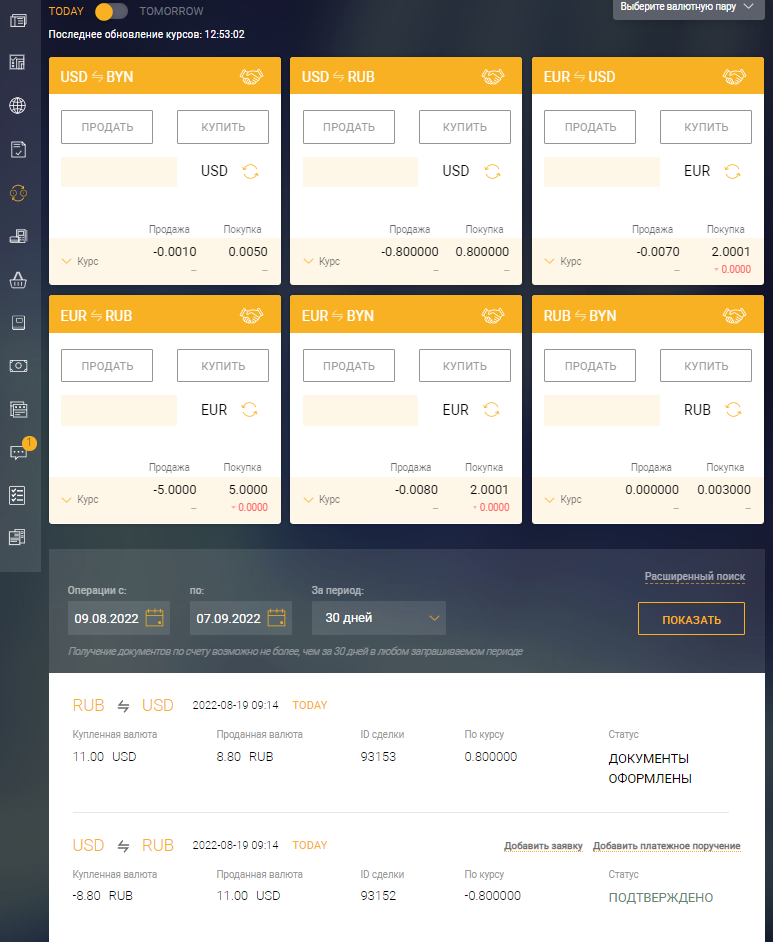 TODAY TOMORROW Выберите валютную пару
Последнее обновление курсов: 12:53:02
USD ⇋ BYN USD ⇋ RUB EUR ⇋ USD
ПРОДАТЬ КУПИТЬ ПРОДАТЬ КУПИТЬ ПРОДАТЬ КУПИТЬ
USD USD EUR
Продажа Покупка Продажа Покупка Продажа Покупка
-0.0010 0.0050 -0.800000 0.800000 -0.0070 2.0001
Курс – – Курс – – Курс – 0.0000
EUR ⇋ RUB EUR ⇋ BYN RUB ⇋ BYN
ПРОДАТЬ КУПИТЬ ПРОДАТЬ КУПИТЬ ПРОДАТЬ КУПИТЬ
EUR EUR RUB
Продажа Покупка Продажа Покупка Продажа Покупка
-5.0000 5.0000 -0.0080 2.0001 0.000000 0.003000
Курс – 0.0000 Курс – 0.0000 Курс – –
1
Расширенный поиск
Операции с: по: За период:
09.08.2022 07.09.2022 30 дней ПОКАЗАТЬ
Получение документов по счету возможно не более, чем за 30 дней в любом запрашиваемом периоде
RUB ⇋ USD 2022-08-19 09:14 TODAY
Купленная валюта Проданная валюта ID сделки По курсу Статус
11.00 USD 8.80 RUB 93153 0.800000 ДОКУМЕНТЫ
ОФОРМЛЕНЫ
USD ⇋ RUB 2022-08-19 09:14 TODAY Добавить заявку Добавить платежное поручение
Купленная валюта Проданная валюта ID сделки По курсу Статус
-8.80 RUB 11.00 USD 93152 -0.800000 ПОДТВЕРЖДЕНО